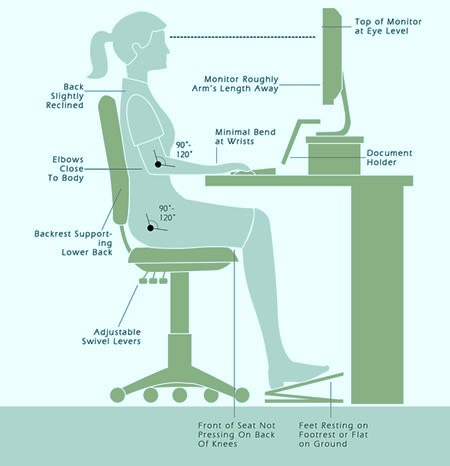 Top of Monitor
at Eye Level
Back
Slightly
Reclined
Monitor Roughly
Arm's Length Away
Minimal Bend
at Wrists
90°-
120°
Document
Holder
Elbows
Close
To Body
90°-
120°
Backrest Support-
ing
Lower Back
Adjustable
Swivel Levers
Front of Seat Not
Pressing On Back
Of Knees
Feet Resting on
Footrest or Flat
on Ground